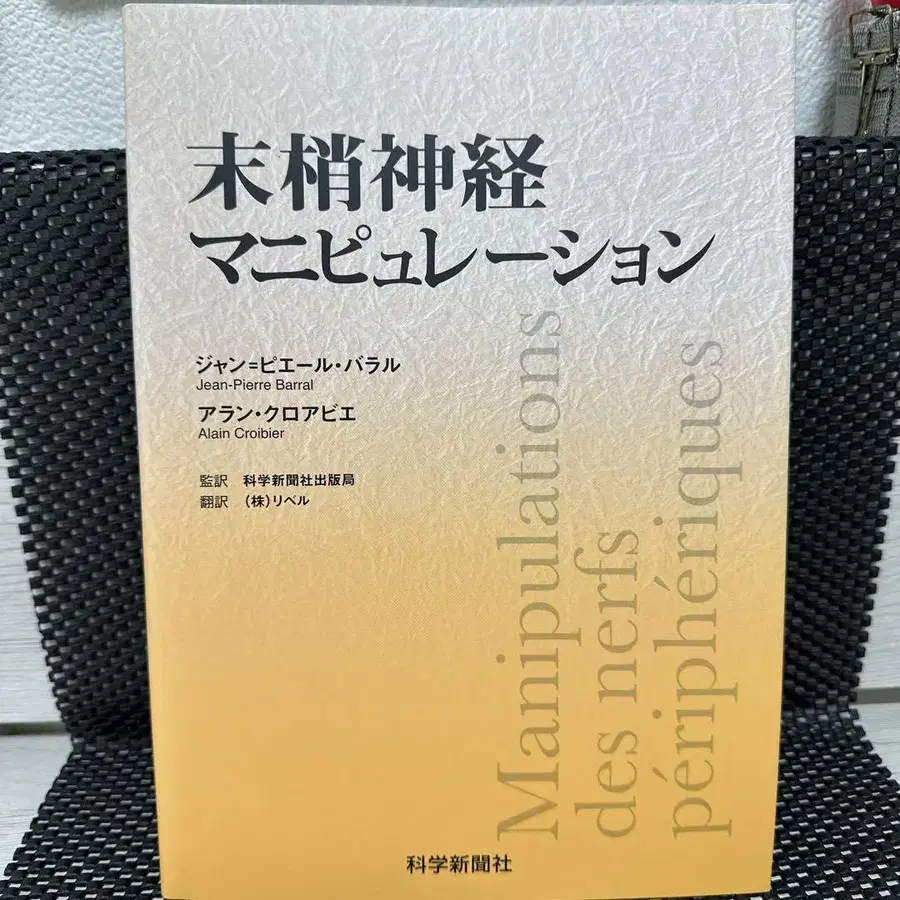 末梢神経
マニピュレーション
ジャン=ピエール・バラル
Jean-Pierre Barral
アラン・クロアビエ
Alain Croibier
監訳 科学新聞社出版局
翻訳 (株)リベル
Manipulations
des nerfs
périphériques
科学新聞社